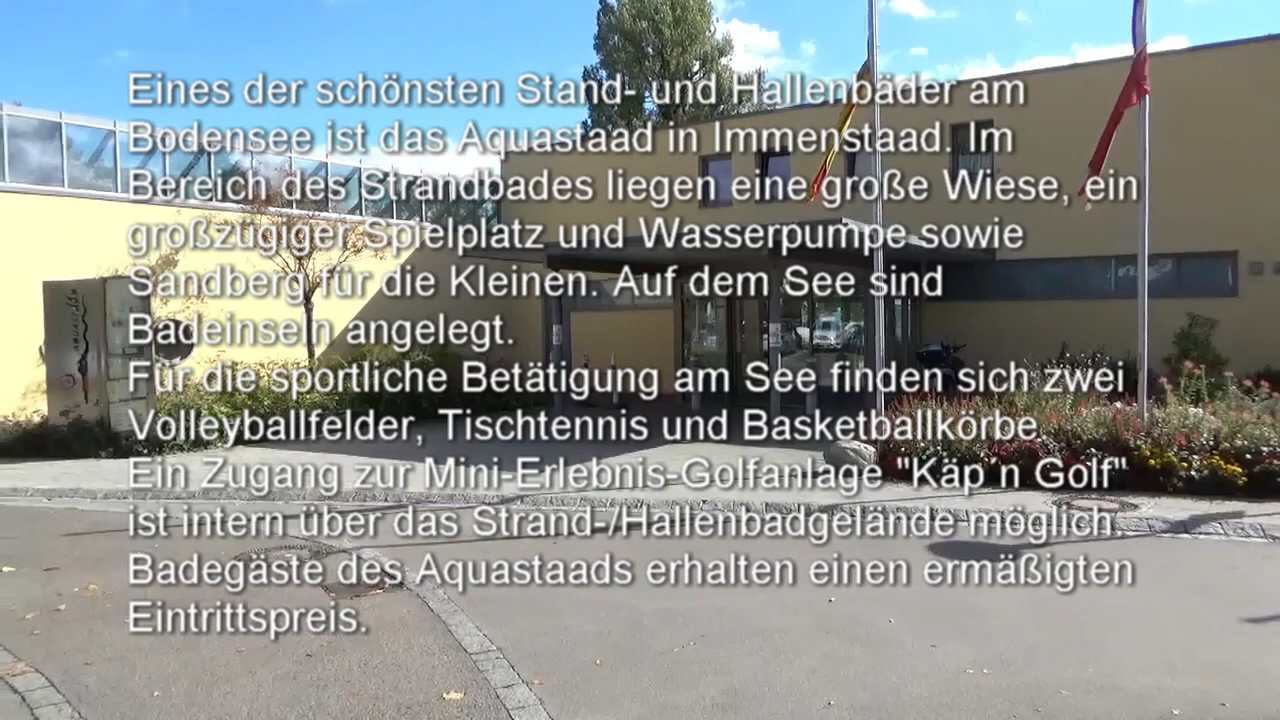 Eines der schönsten Stand- und Hallenbäder am
Bodensee ist das Aquastaad in Immenstaad. Im
Bereich des Strandbades liegen eine große Wiese, ein
großzügiger Spielplatz und Wasserpumpe sowie
Sandberg für die Kleinen. Auf dem See sind
Badeinseln angelegt.
Für die sportliche Betätigung am See finden sich zwei
Volleyballfelder, Tischtennis und Basketballkörbe.
Ein Zugang zur Mini-Erlebnis-Golfanlage "Käp n Golf"
ist intern über das Strand-/Hallenbadgelände möglich.
Badegäste des Aquastaads erhalten einen ermäßigten
Eintrittspreis.